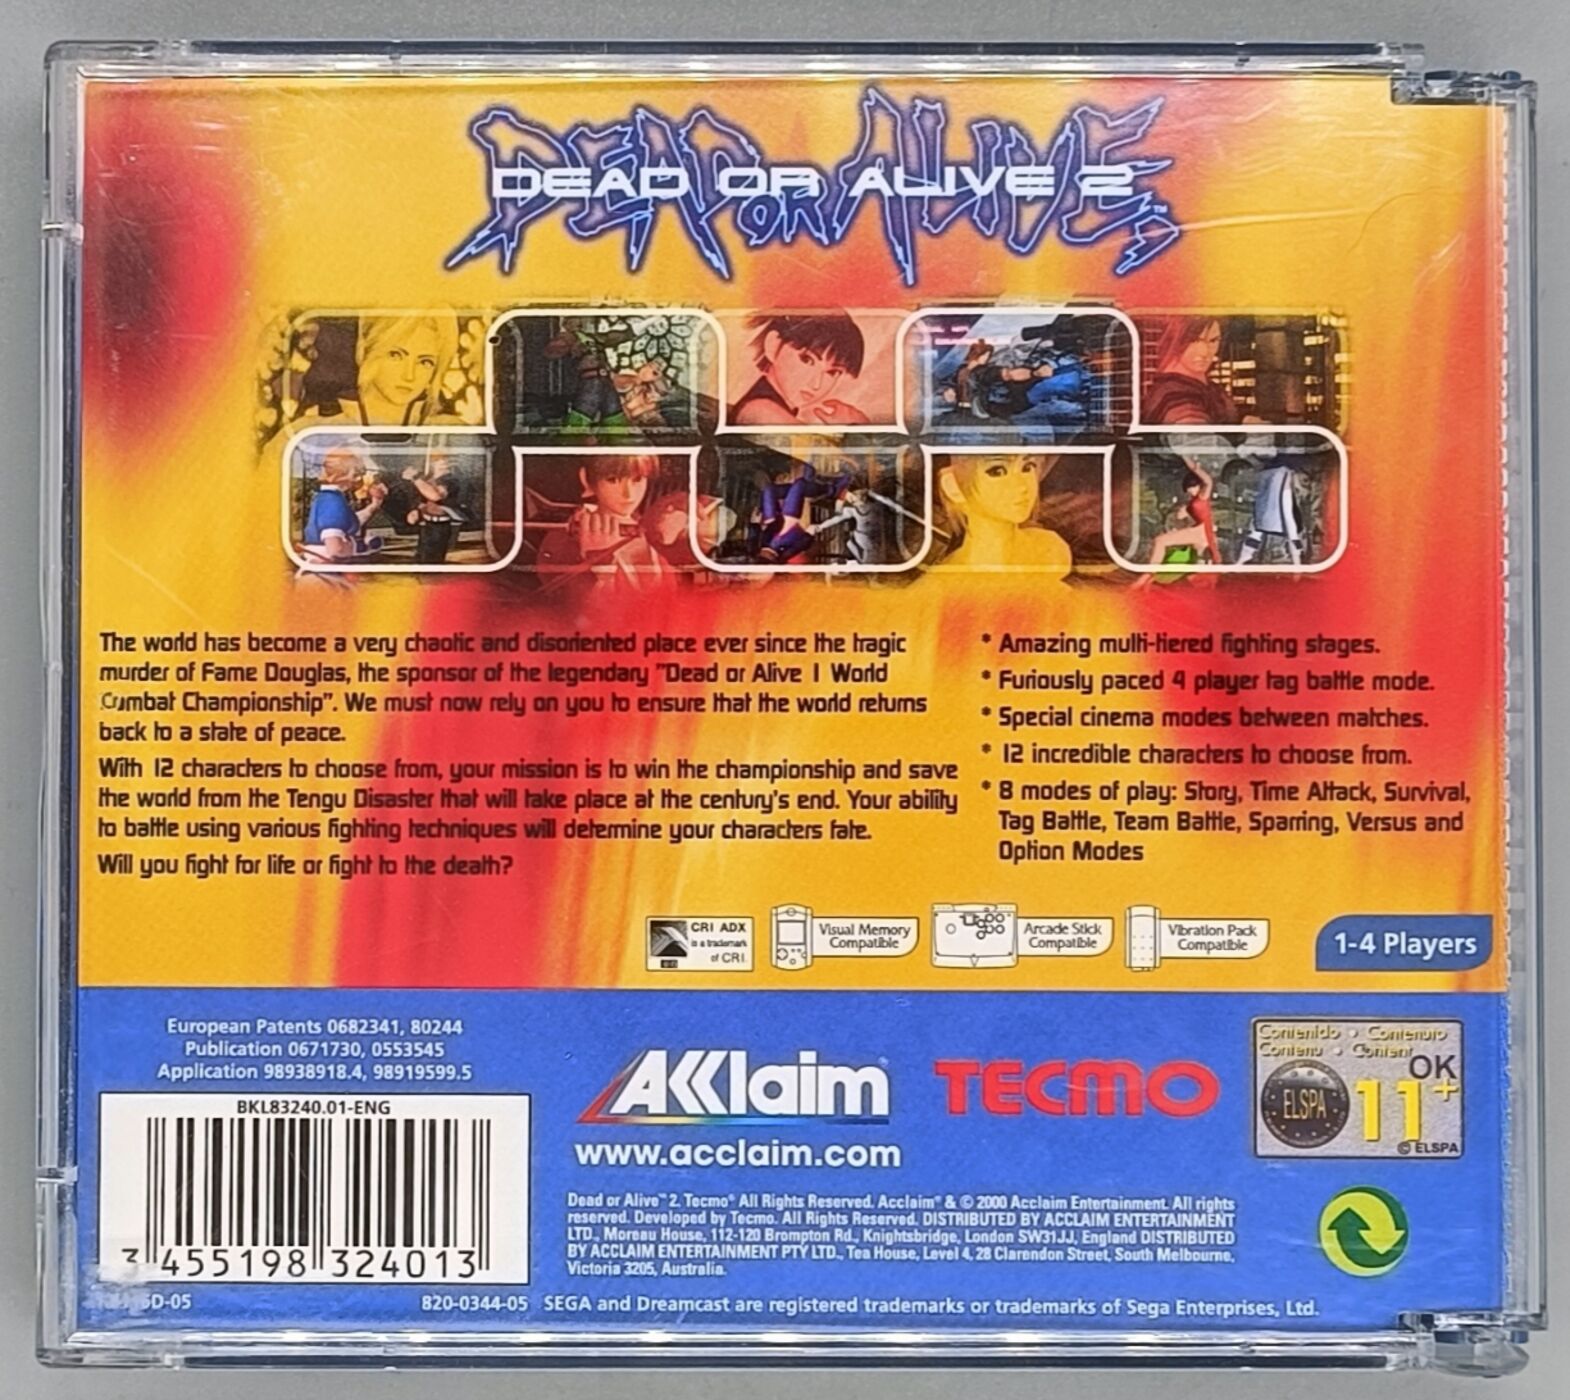 DEAD OR ALIVE
DEAD OR ALIVE 2
The world has become a very chaotic and disoriented place ever since the tragic
murder of Fame Douglas, the sponsor of the legendary "Dead or Alive 1 World
Combat Championship". We must now rely on you to ensure that the world returns
back to a state of peace.
With 12 characters to choose from, your mission is to win the championship and save
the world from the Tengu Disaster that will take place at the century's end. Your ability
to battle using various fighting techniques will determine your characters fate.
Will you fight for life or fight to the death?
* Amazing multi-tiered fighting stages.
* Furiously paced 4 player tag battle mode.
* Special cinema modes between matches.
* 12 incredible characters to choose from.
* 8 modes of play: Story, Time Attack, Survival,
Tag Battle, Team Battle, Sparring, Versus and
Option Modes
CRI ADX
is a trademark
of CRI
Visual Memory
Compatible
Arcade Stick
Compatible
Vibration Pack
Compatible
1-4 Players
European Patents 0682341, 80244
Publication 0671730, 0553545
Application 98938918.4, 98919599.5
BKL83240.01-ENG
3 455198 324013
5D-05
820-0344-05
AKKlaim
www.acclaim.com
TECMO
Contenido • Contenuto
Contenu • Content
OK
ELSPA
11+
© ELSPA
Dead or Alive™ 2. Tecmo® All Rights Reserved. Acclaim® & © 2000 Acclaim Entertainment. All rights
reserved. Developed by Tecmo. All Rights Reserved. DISTRIBUTED BY ACCLAIM ENTERTAINMENT
LTD., Moreau House, 112-120 Brompton Rd., Knightsbridge, London SW31JJ, England DISTRIBUTED
BY ACCLAIM ENTERTAINMENT PTY LTD., Tea House, Level 4, 28 Clarendon Street, South Melbourne,
Victoria 3205, Australia.
SEGA and Dreamcast are registered trademarks or trademarks of Sega Enterprises, Ltd.